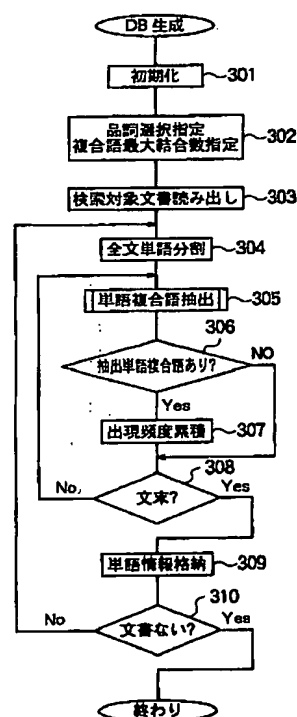 DB生成
初期化
301
品詞選択指定
複合語最大結合数指定
302
検索対象文書読み出し
303
全文単語分割
304
単語複合語抽出
305
306
抽出単語複合語あり?
NO
Yes
出現頻度累積
307
308
No
文末?
Yes
単語情報格納
309
310
No
文書ない?
Yes
終わり